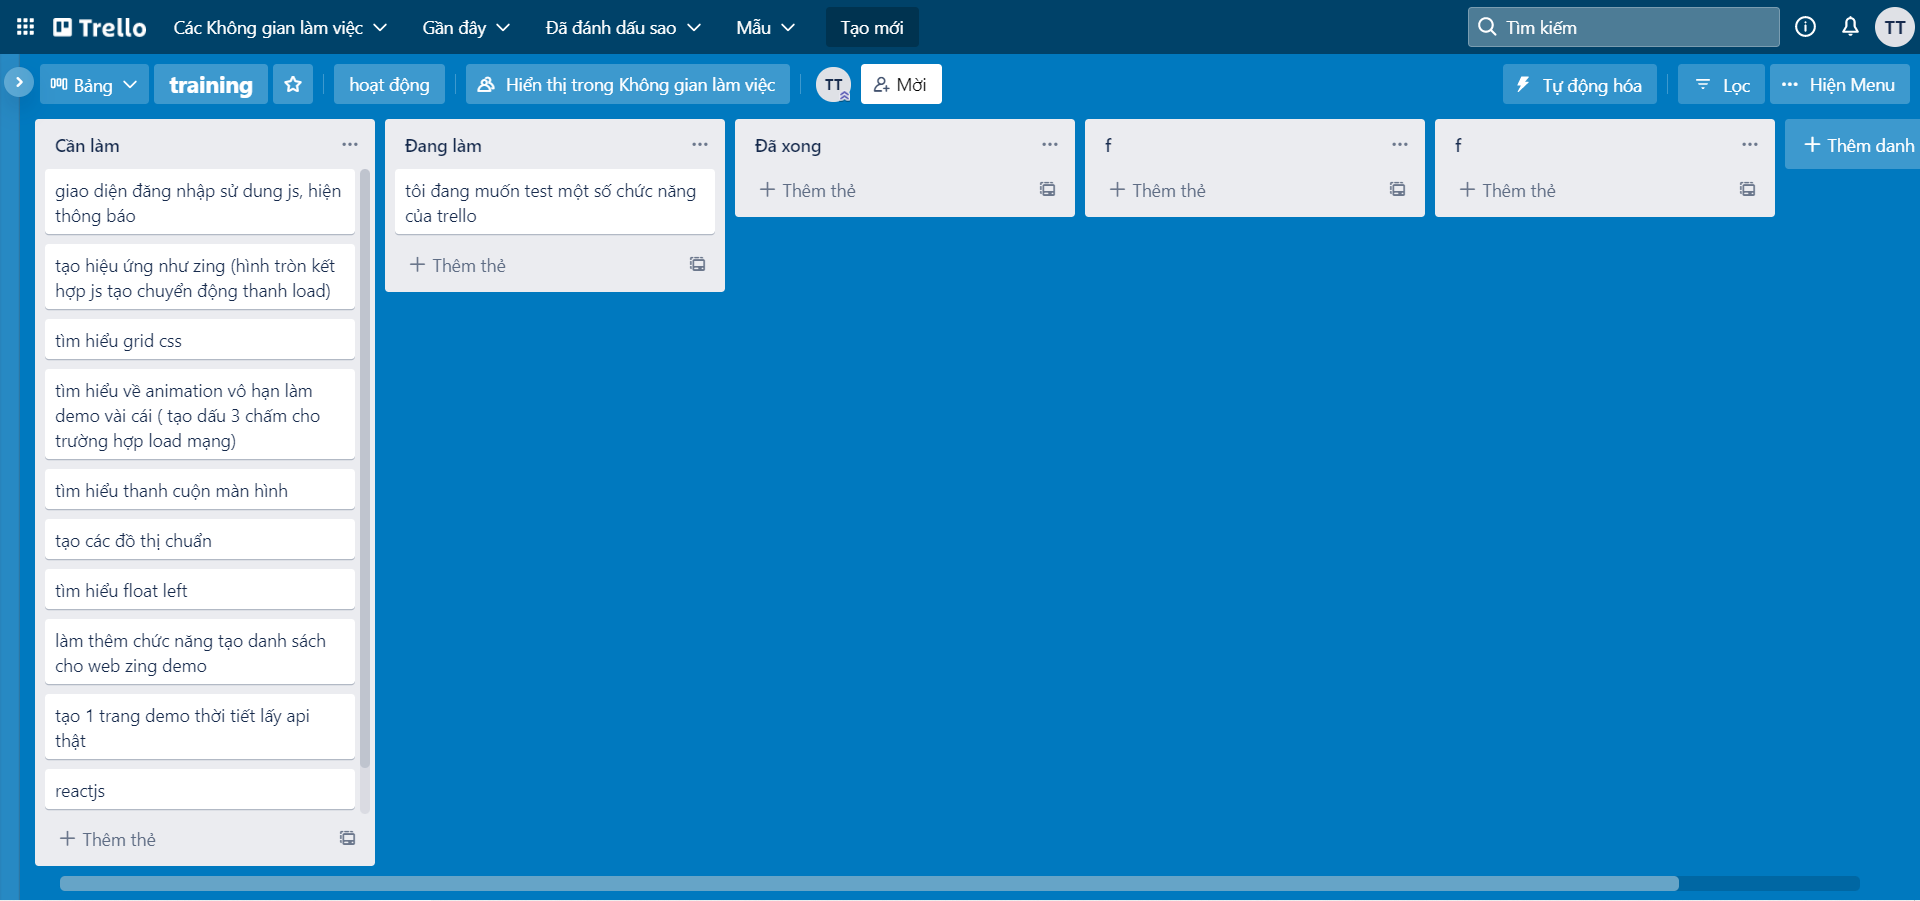 Trello Các Không gian làm việc Gần đây Đã đánh dấu sao Mẫu Tạo mới Tìm kiếm TT
Bảng training hoạt động Hiển thị trong Không gian làm việc TT Mời Tự động hóa Lọc Hiện Menu
Cần làm
giao diện đăng nhập sử dung js, hiện
thông báo
tạo hiệu ứng như zing (hình tròn kết
hợp js tạo chuyển động thanh load)
tìm hiểu grid css
tìm hiểu về animation vô hạn làm
demo vài cái ( tạo dấu 3 chấm cho
trường hợp load mạng)
tìm hiểu thanh cuộn màn hình
tạo các đồ thị chuẩn
tìm hiểu float left
làm thêm chức năng tạo danh sách
cho web zing demo
tạo 1 trang demo thời tiết lấy api
thật
reactjs
+ Thêm thẻ
Đang làm
tôi đang muốn test một số chức năng
của trello
+ Thêm thẻ
Đã xong
+ Thêm thẻ
f
+ Thêm thẻ
f
+ Thêm thẻ
+ Thêm danh